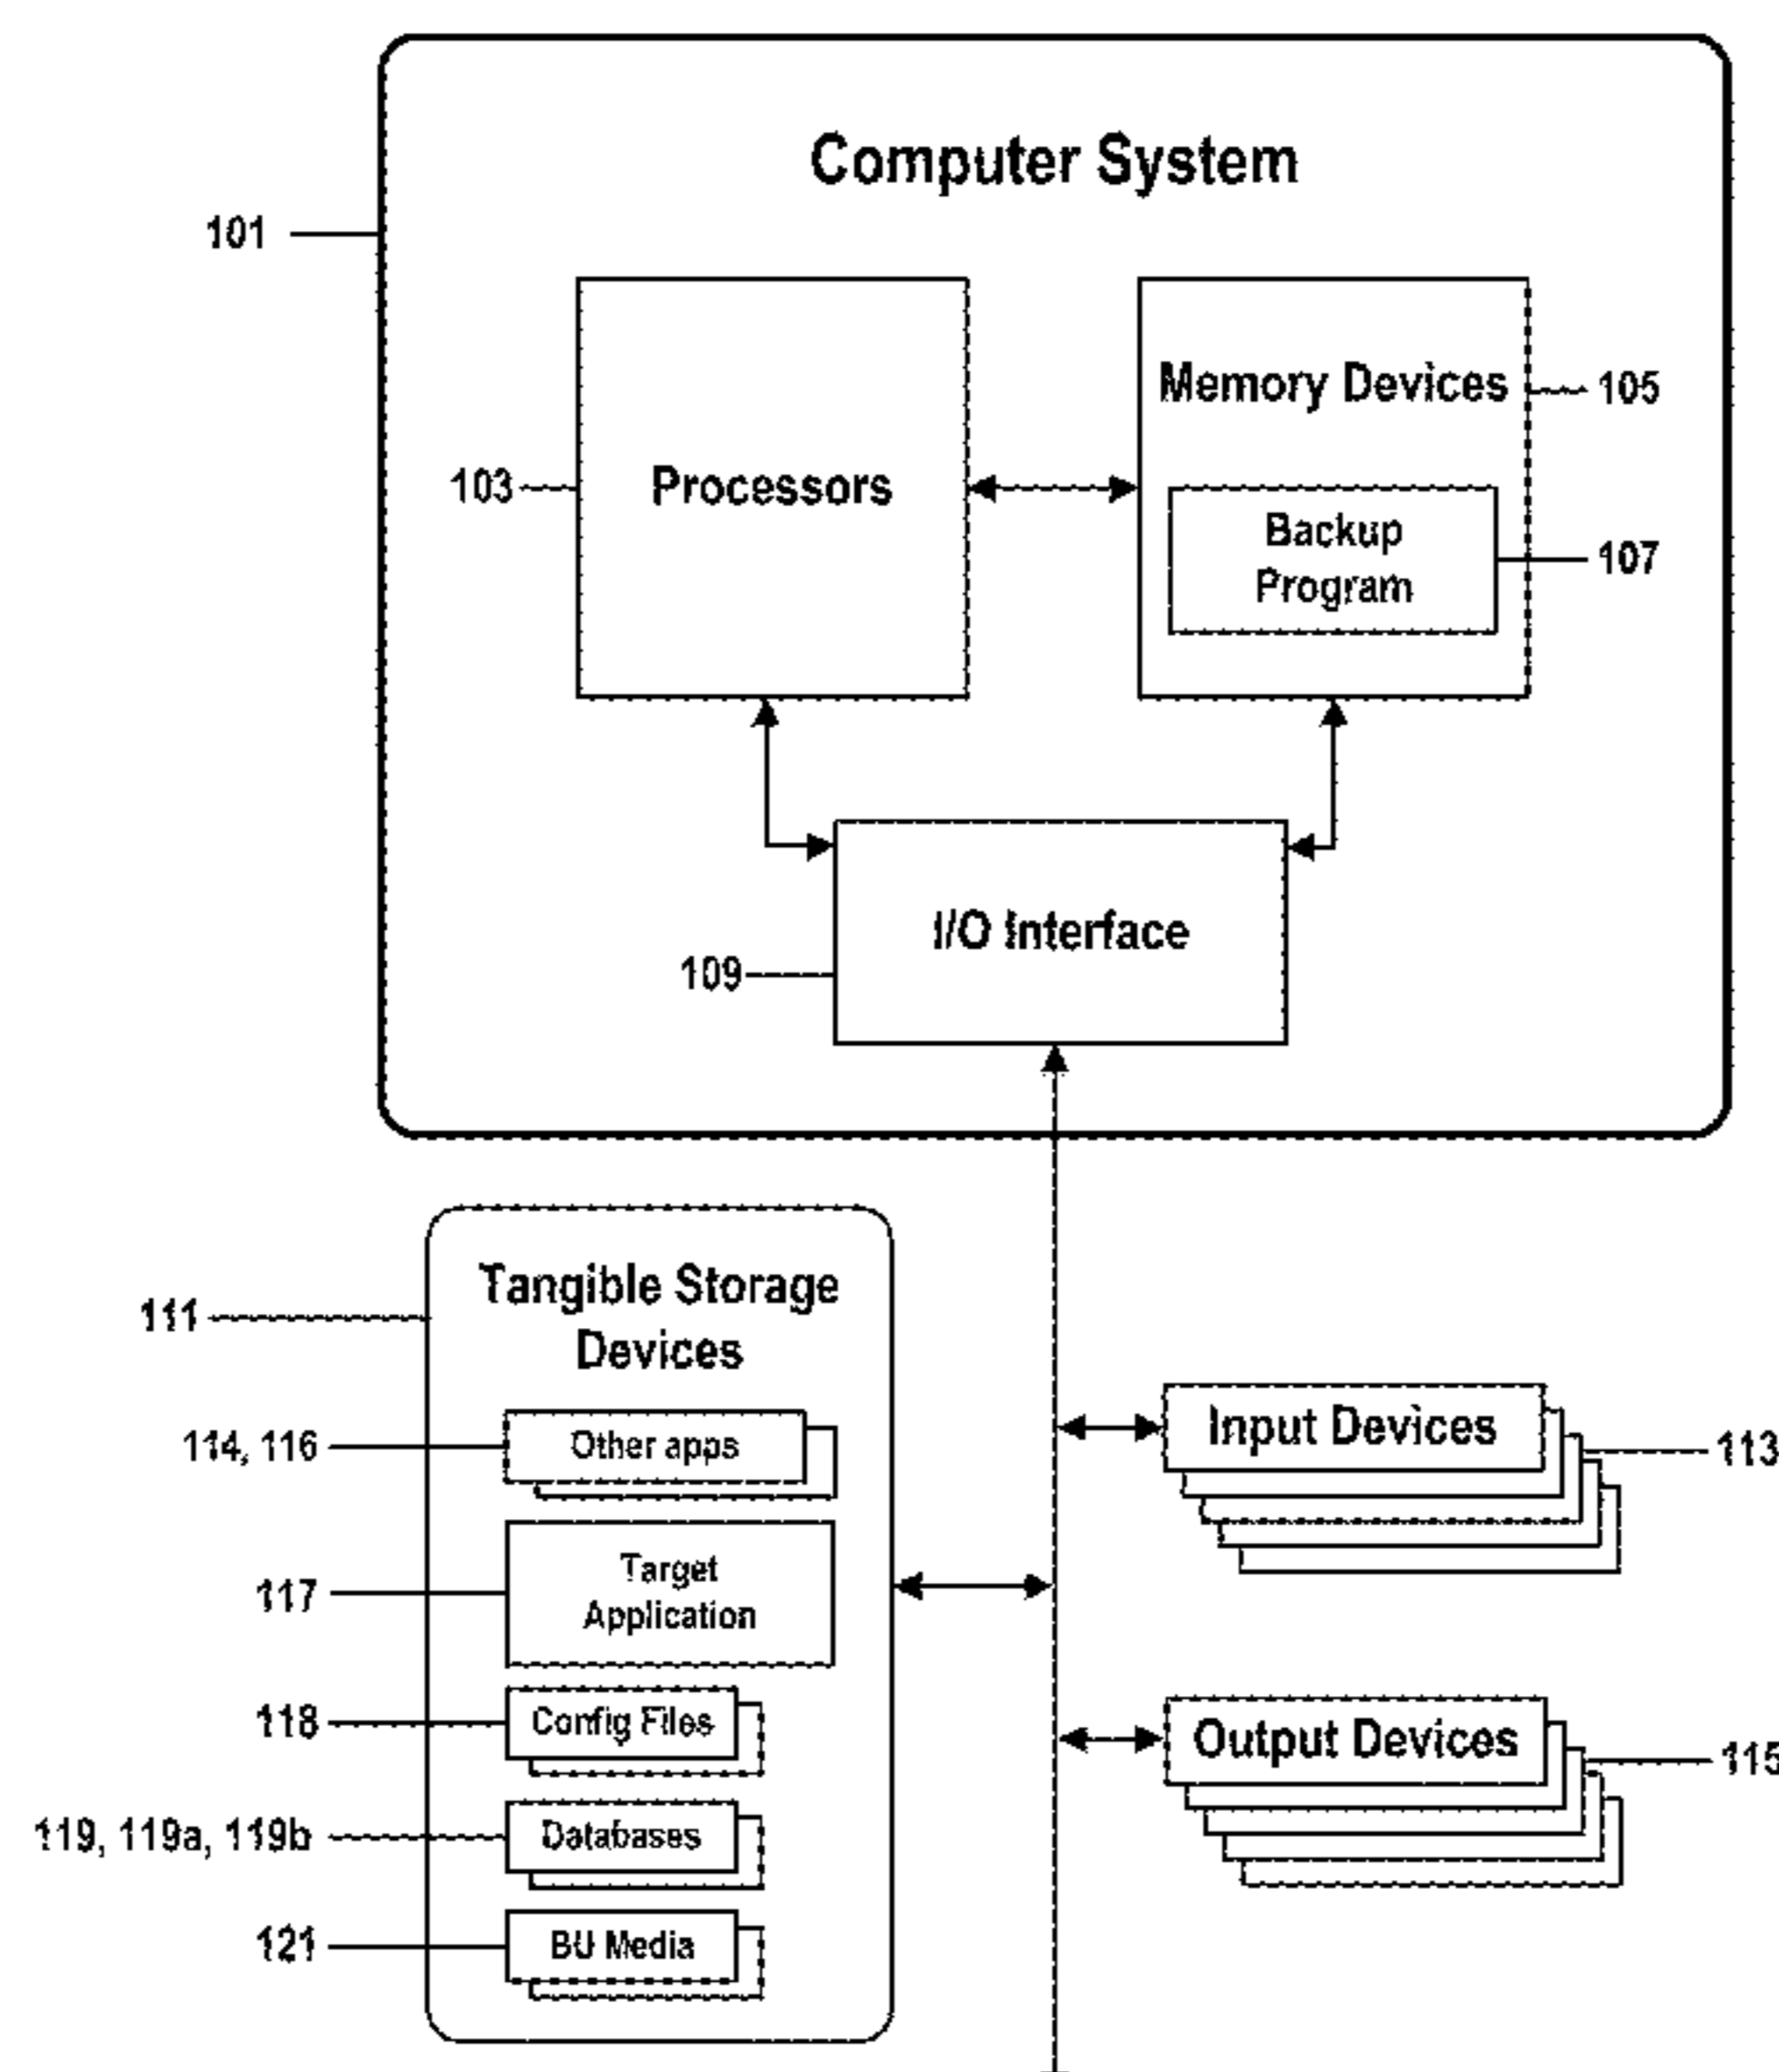 Computer System
101
Memory Devices
105
103
Processors
Backup
Program
107
I/O Interface
109
Tangible Storage
Devices
111
114, 116
Other apps
Input Devices
113
117
Target
Application
118
Config Files
Output Devices
115
119, 119a, 119b
Databases
121
BU Media